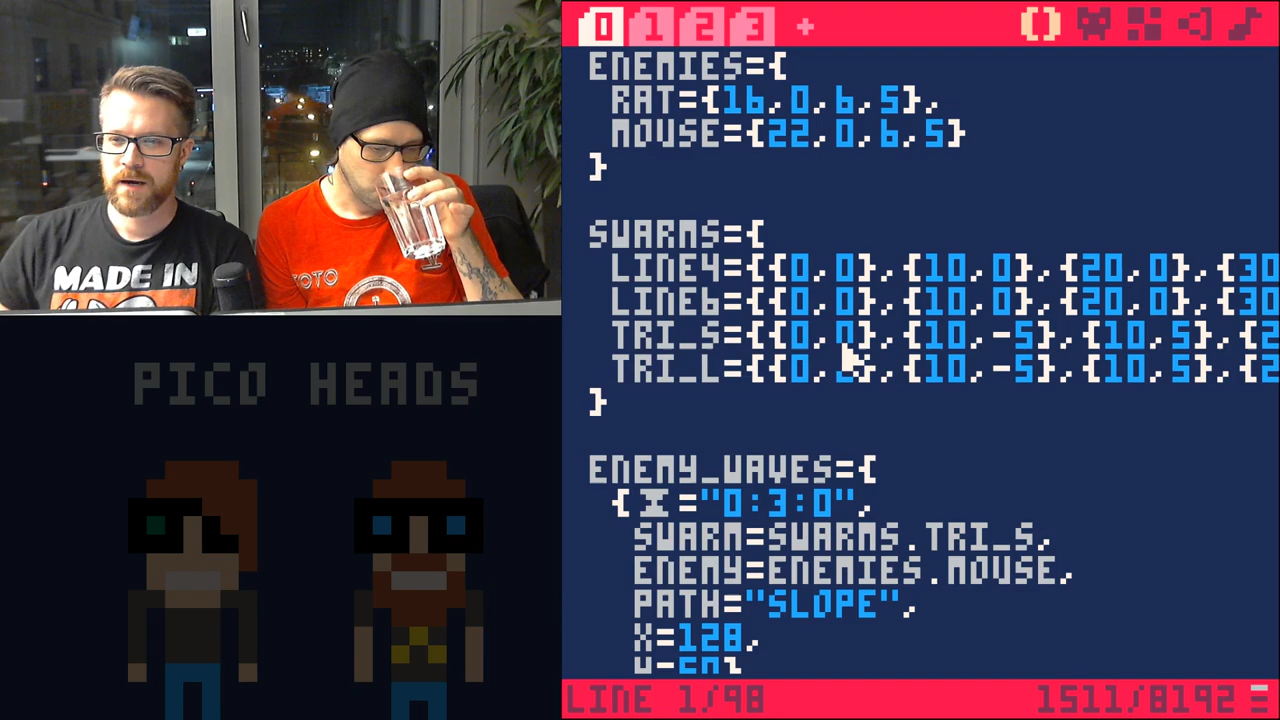 MADE IN
TOTO
PICO HEADS
0 1 2 3 +
ENEMIES={
RAT={16,0,6,5},
MOUSE={22,0,6,5}
}
SWARMS={
LINE4={{0,0},{10,0},{20,0},{30
LINE6={{0,0},{10,0},{20,0},{30
TRI_S={{0,0},{10,-5},{10,5},{2
TRI_L={{0,0},{10,-5},{10,5},{2
}
ENEMY_WAVES={
{⌛="0:3:0",
SWARM=SWARMS.TRI_S,
ENEMY=ENEMIES.MOUSE,
PATH="SLOPE",
X=128,
LINE 1/98
1511/8192